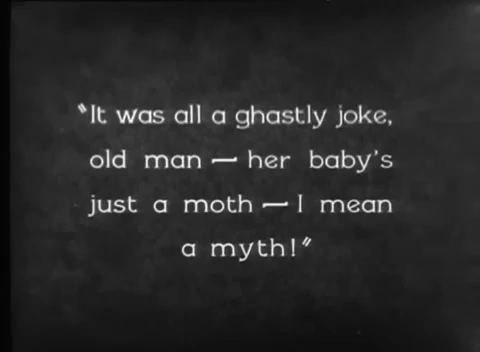 "It was all a ghastly joke,
old man — her baby's
just a moth — I mean
a myth!"